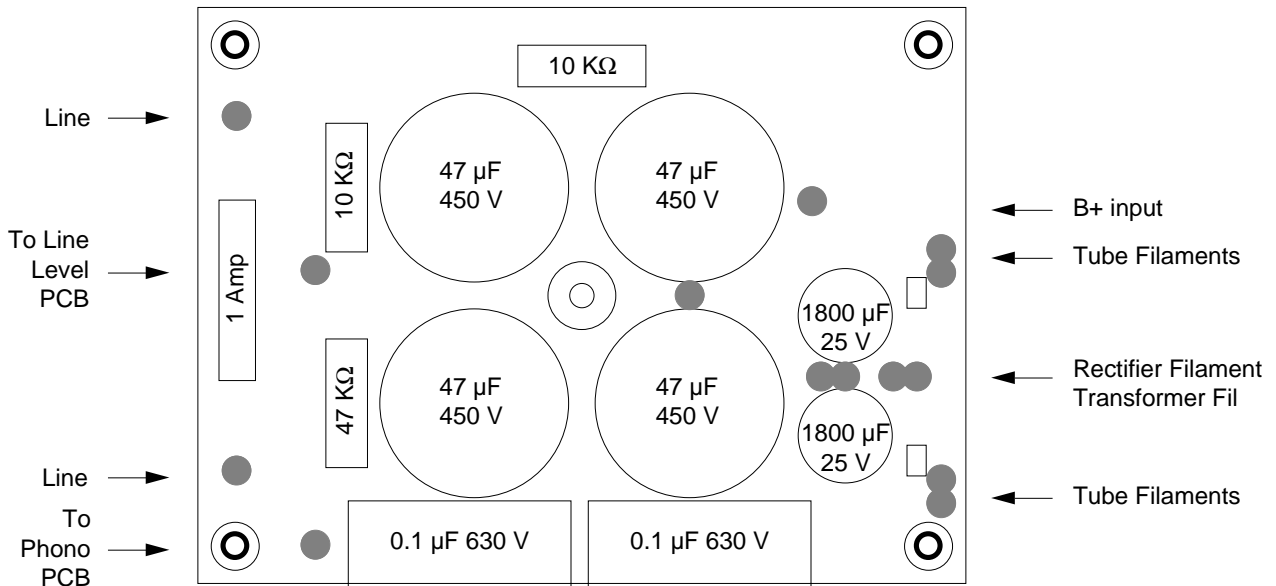 10 KΩ
Line
10 KΩ
47 µF
450 V
47 µF
450 V
B+ input
1 Amp
To Line
Level
PCB
Tube Filaments
1800 µF
25 V
47 KΩ
47 µF
450 V
47 µF
450 V
Rectifier Filament
Transformer Fil
1800 µF
25 V
Line
Tube Filaments
To
Phono
PCB
0.1 µF 630 V
0.1 µF 630 V